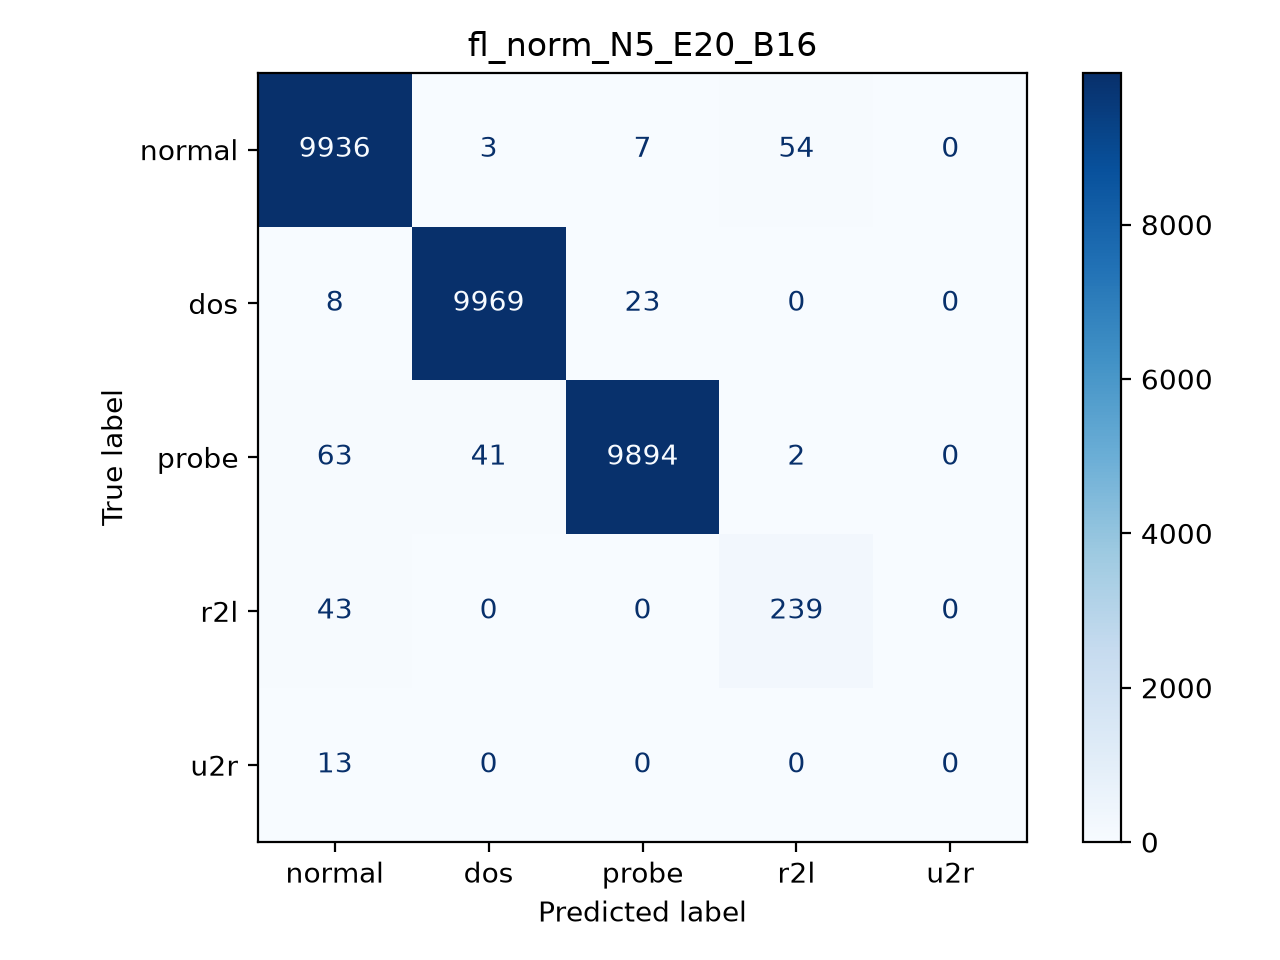 fl_norm_N5_E20_B16
normal 9936 3 7 54 0
dos 8 9969 23 0 0
probe 63 41 9894 2 0
r2l 43 0 0 239 0
u2r 13 0 0 0 0
normal dos probe r2l u2r
Predicted label
True label
8000
6000
4000
2000
0